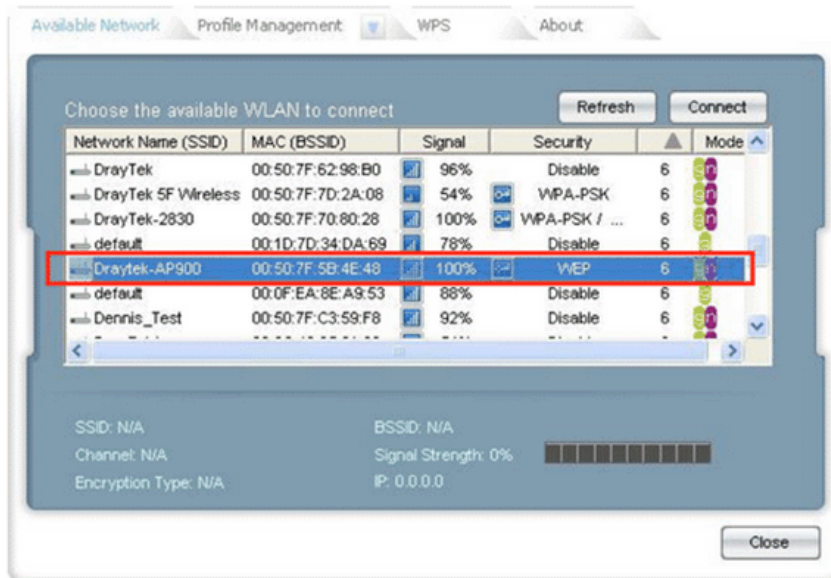 Available Network Profile Management WPS About
Choose the available WLAN to connect Refresh Connect
Network Name (SSID) MAC (BSSID) Signal Security Mode
DrayTek 00:50:7F:62:98:B0 96% Disable 6 gn
DrayTek 5F Wireless 00:50:7F:7D:2A:08 54% WPA-PSK 6 gn
DrayTek-2830 00:50:7F:70:80:28 100% WPA-PSK / ... 6 gn
default 00:1D:7D:34:DA:69 78% Disable 6 g
Draytek-AP900 00:50:7F:5B:4E:48 100% WEP 6 gn
default 00:0F:EA:8E:A9:53 88% Disable 6 g
Dennis_Test 00:50:7F:C3:59:F8 92% Disable 6 gn
SSID: N/A BSSID: N/A
Channel: N/A Signal Strength: 0%
Encryption Type: N/A IP: 0.0.0.0
Close